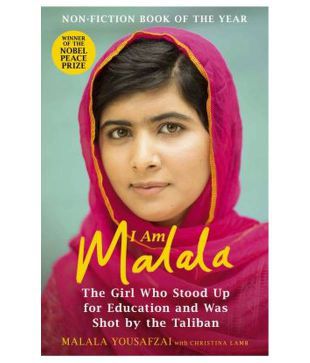 NON-FICTION BOOK OF THE YEAR
WINNER
OF THE
NOBEL
PEACE
PRIZE
I Am
Malala
The Girl Who Stood Up
for Education and Was
Shot by the Taliban
MALALA YOUSAFZAI WITH CHRISTINA LAMB